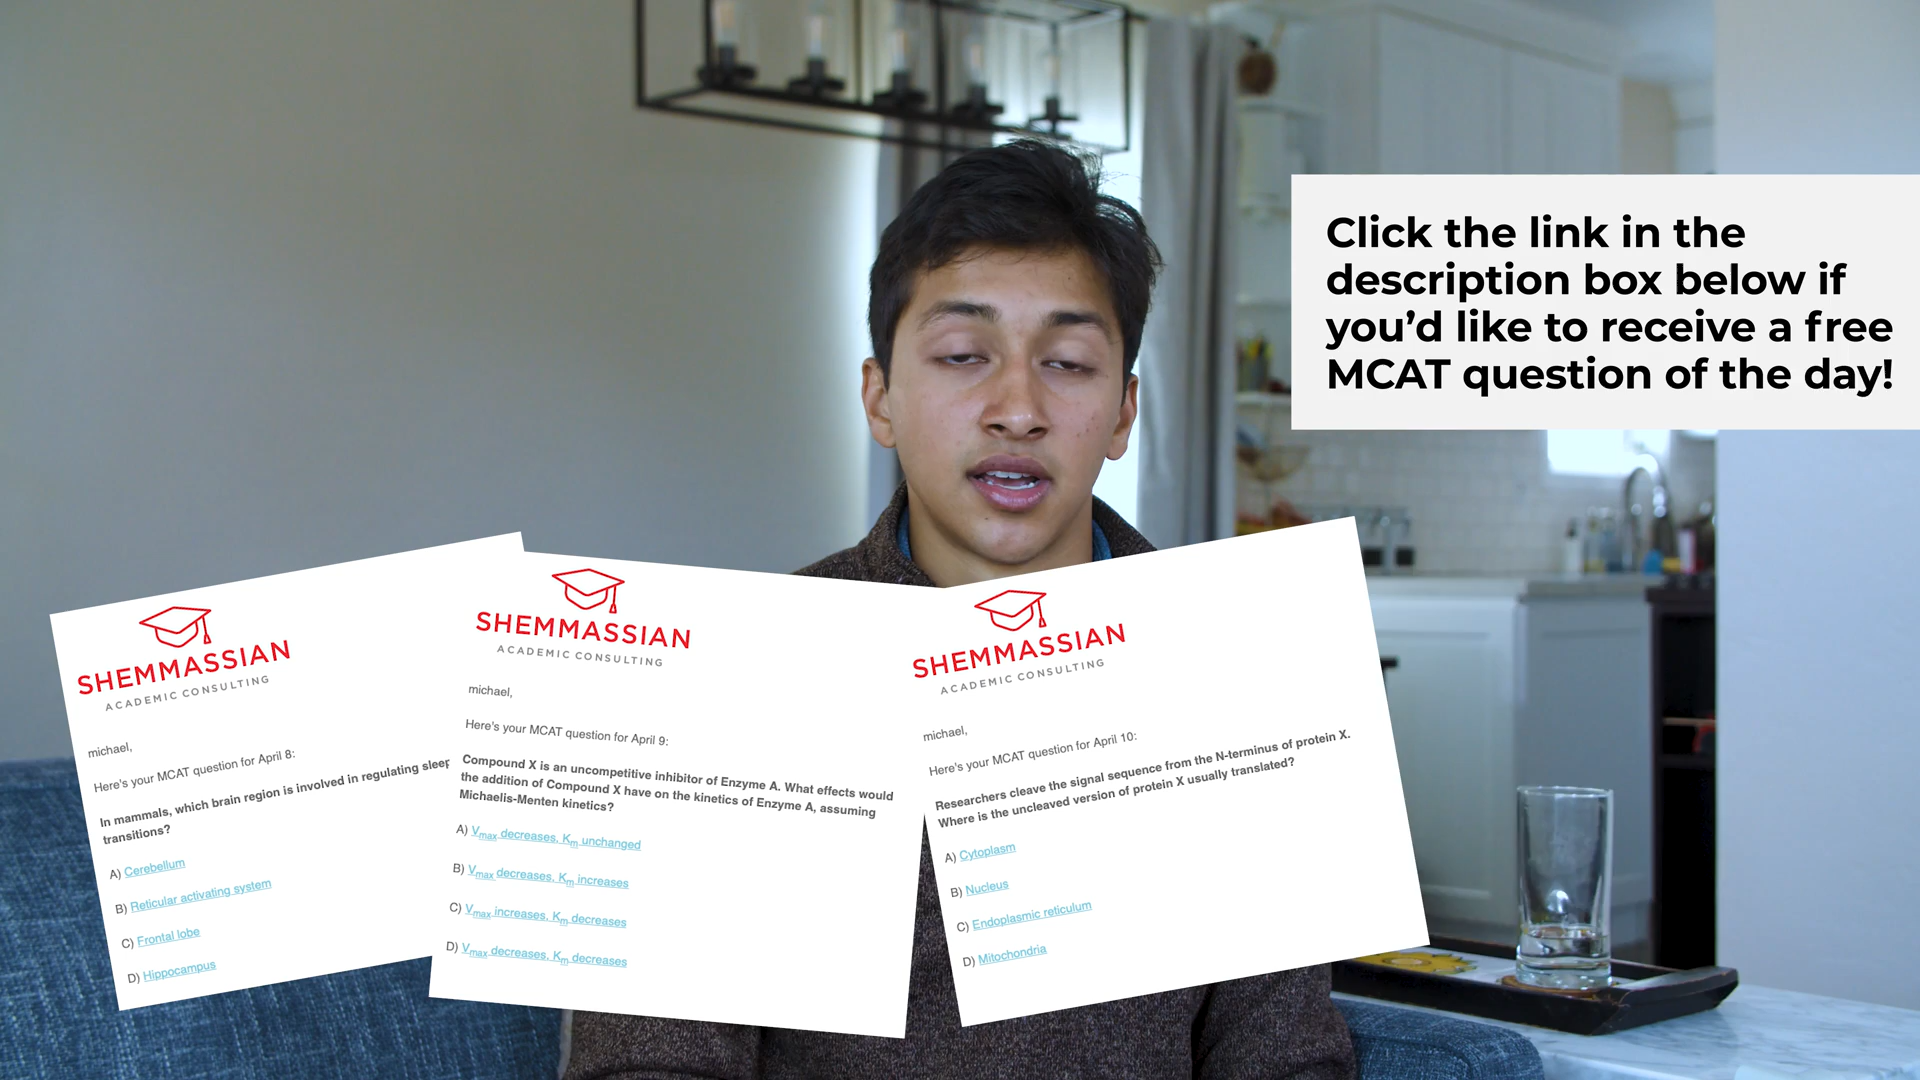 Click the link in the
description box below if
you’d like to receive a free
MCAT question of the day!
SHEMMASSIAN
ACADEMIC CONSULTING
michael,
Here's your MCAT question for April 8:
In mammals, which brain region is involved in regulating sleep
transitions?
A) Cerebellum
B) Reticular activating system
C) Frontal lobe
D) Hippocampus
SHEMMASSIAN
ACADEMIC CONSULTING
michael,
Here's your MCAT question for April 9:
Compound X is an uncompetitive inhibitor of Enzyme A. What effects would
the addition of Compound X have on the kinetics of Enzyme A, assuming
Michaelis-Menten kinetics?
A) Vmax decreases, Km unchanged
B) Vmax decreases, Km increases
C) Vmax increases, Km decreases
D) Vmax decreases, Km decreases
SHEMMASSIAN
ACADEMIC CONSULTING
michael,
Here's your MCAT question for April 10:
Researchers cleave the signal sequence from the N-terminus of protein X.
Where is the uncleaved version of protein X usually translated?
A) Cytoplasm
B) Nucleus
C) Endoplasmic reticulum
D) Mitochondria